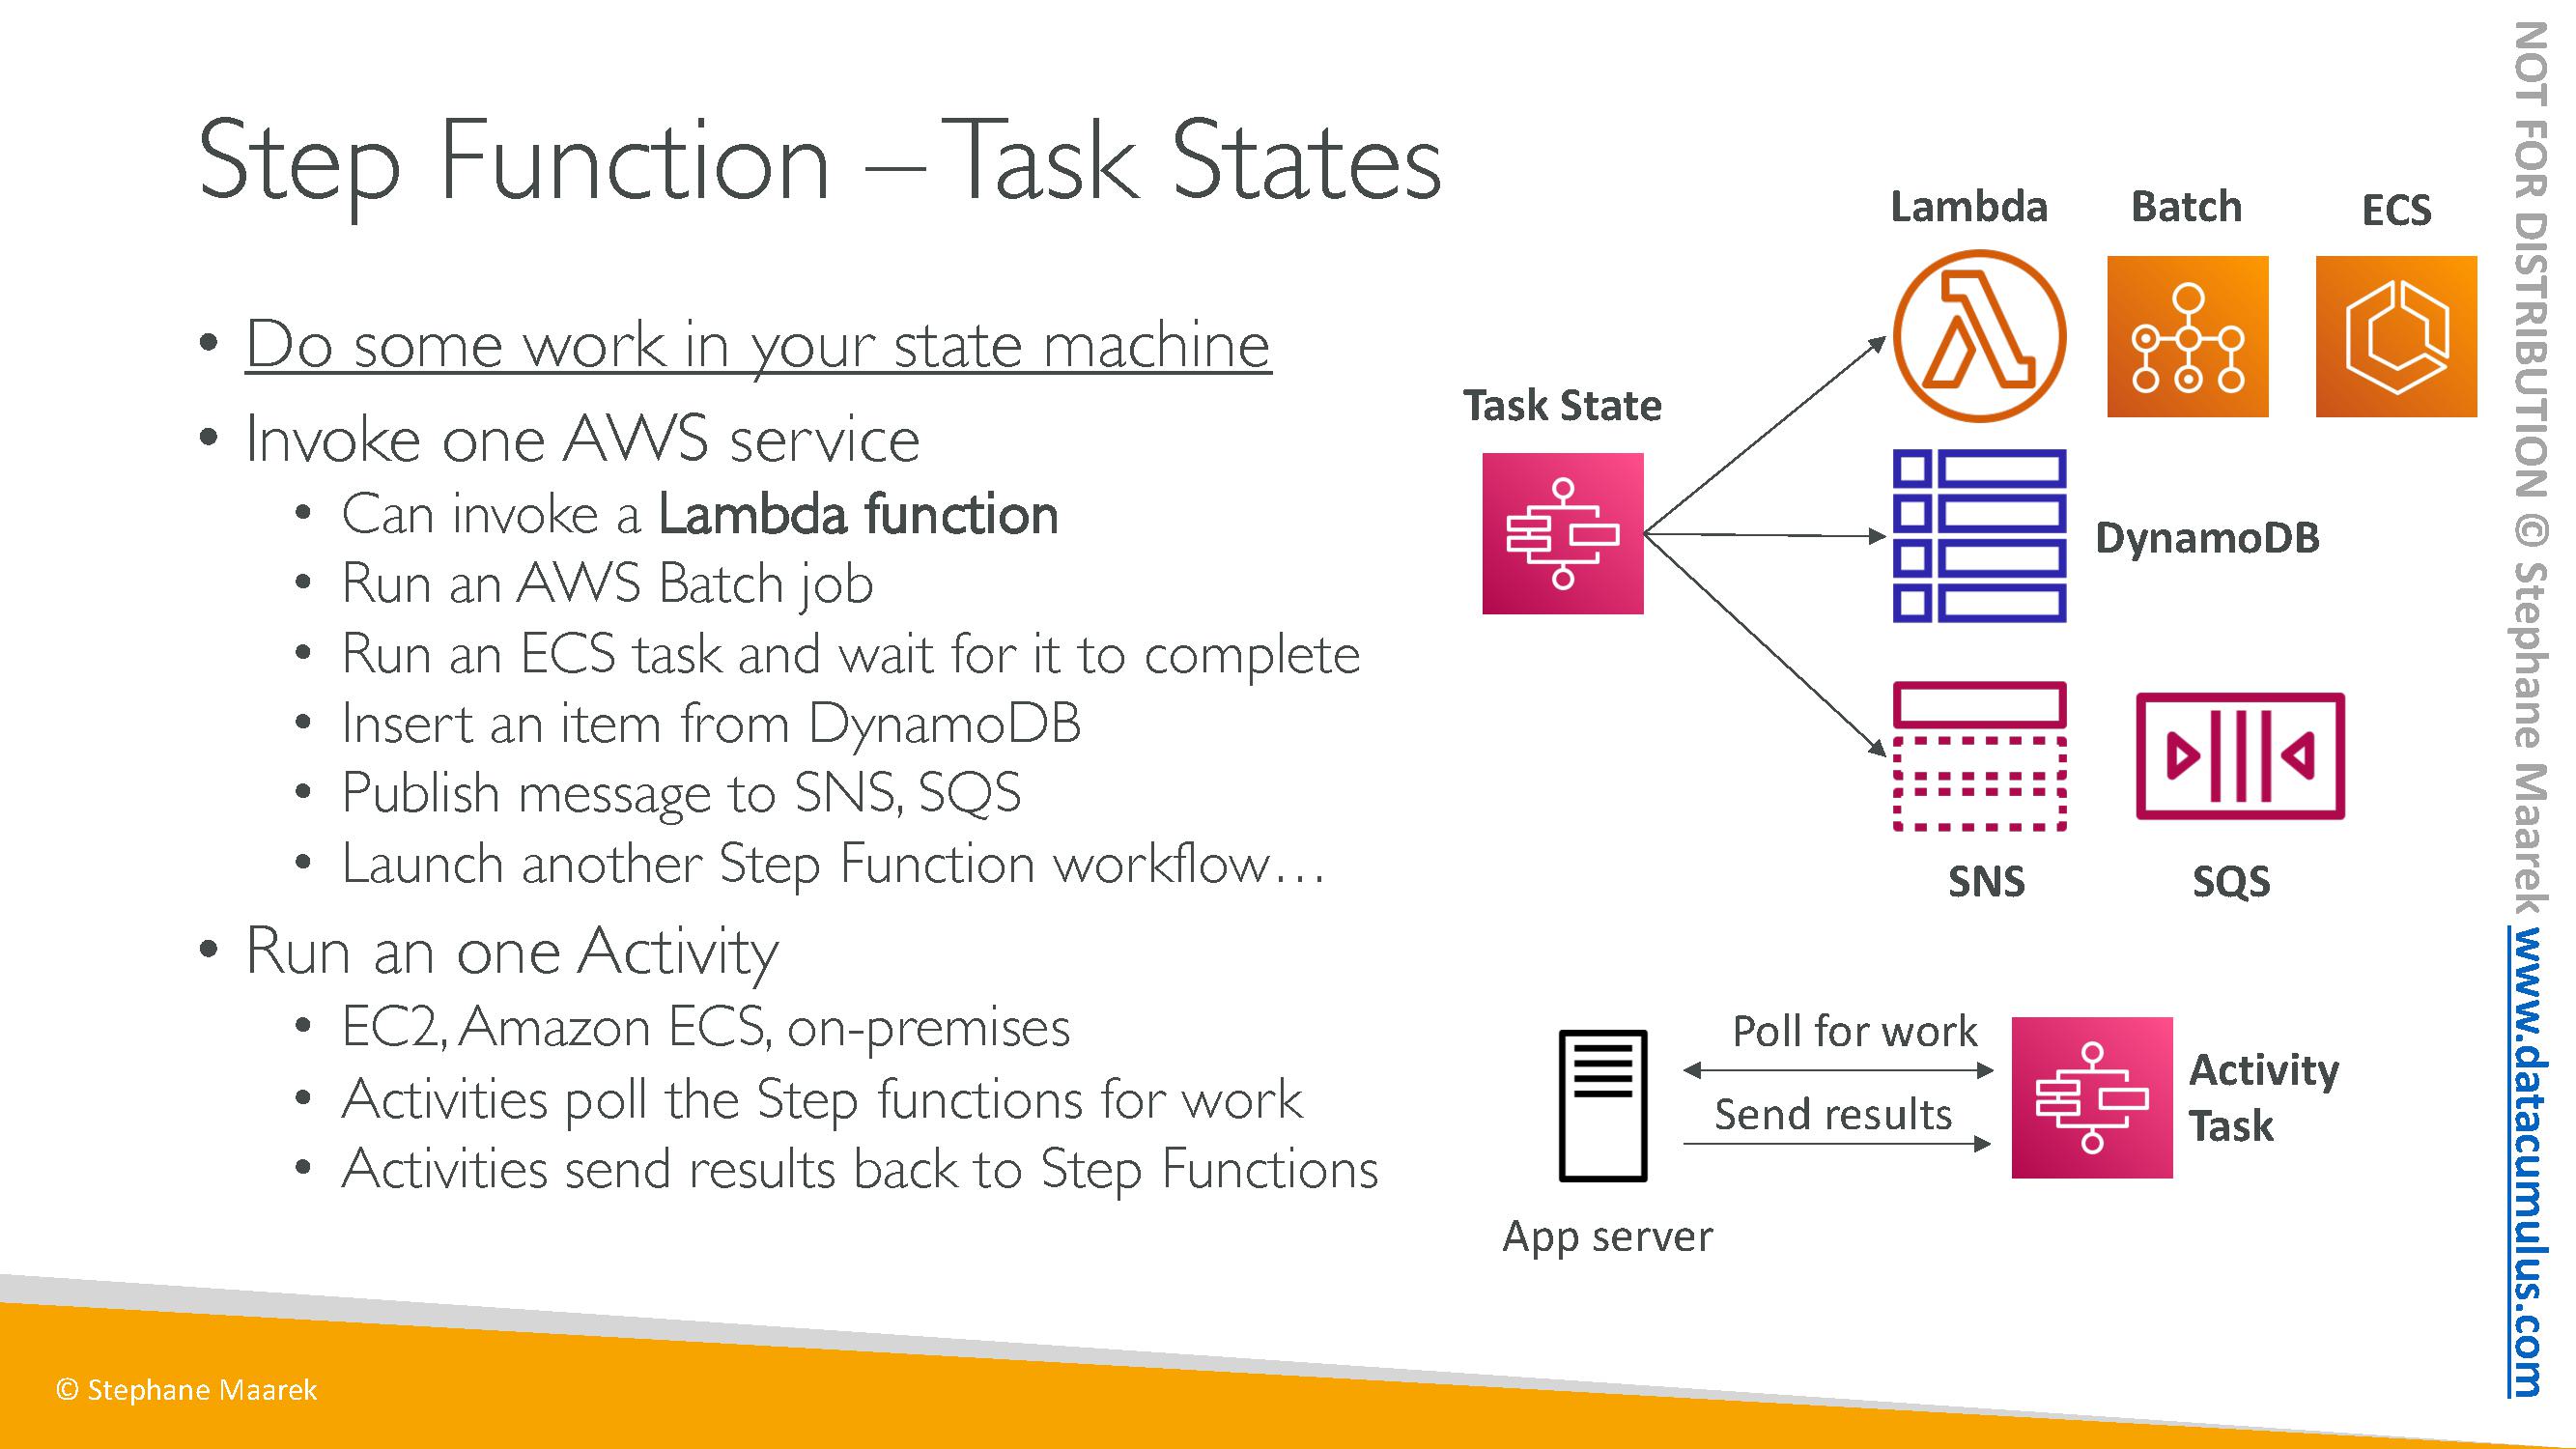 Step Function – Task States
• Do some work in your state machine
• Invoke one AWS service
• Can invoke a Lambda function
• Run an AWS Batch job
• Run an ECS task and wait for it to complete
• Insert an item from DynamoDB
• Publish message to SNS, SQS
• Launch another Step Function workflow…
• Run an one Activity
• EC2, Amazon ECS, on-premises
• Activities poll the Step functions for work
• Activities send results back to Step Functions
Lambda
Batch
ECS
Task State
DynamoDB
SNS
SQS
Poll for work
Send results
Activity
Task
App server
© Stephane Maarek
NOT FOR DISTRIBUTION © Stephane Maarek www.datacumulus.com